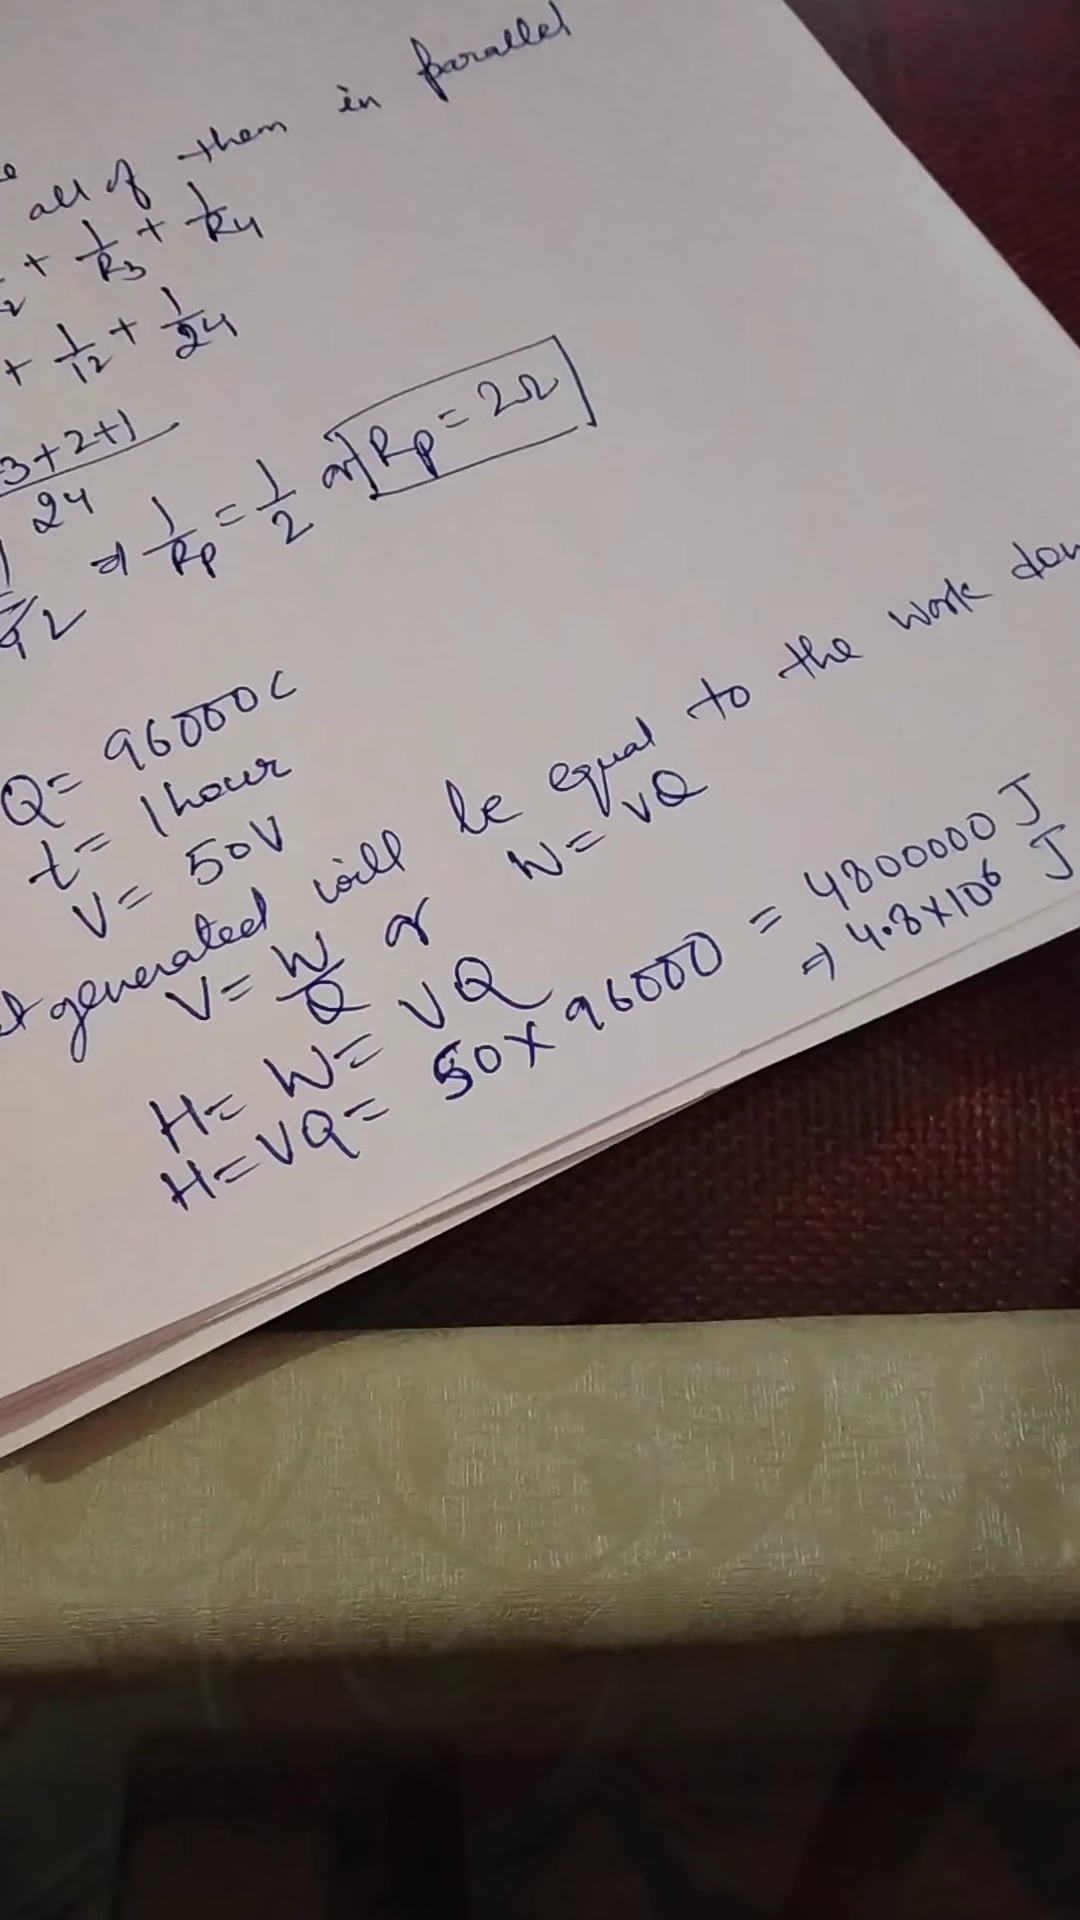 all of them in parallel
+ 1/R3 + 1/R4
+ 1/12 + 1/24
3+2+1
24
⇒ 1/Rp = 1/2 or Rp = 2Ω
Q = 96000C
t = 1 hour
V = 50V
generated will be equal to the work
V = W/Q or W = VQ
H = W = VQ
H = VQ = 50 × 96000 = 4800000 J
⇒ 4.8×10⁶ J